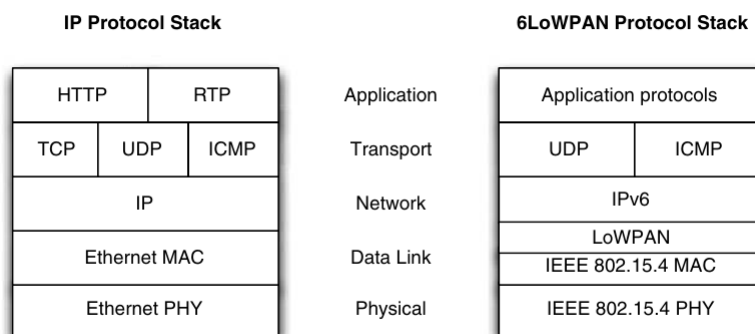 IP Protocol Stack 6LoWPAN Protocol Stack
HTTP RTP Application Application protocols
TCP UDP ICMP Transport UDP ICMP
IP Network IPv6
LoWPAN
Ethernet MAC Data Link
IEEE 802.15.4 MAC
Ethernet PHY Physical IEEE 802.15.4 PHY